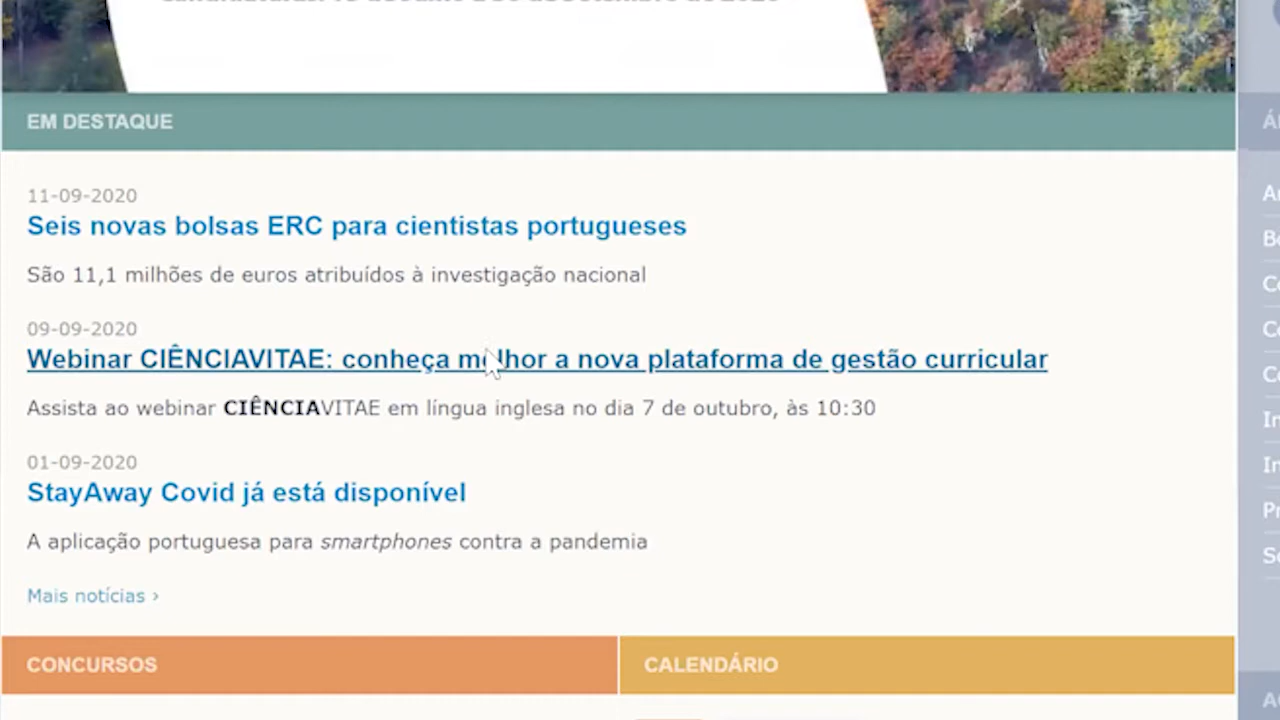 EM DESTAQUE
11-09-2020
Seis novas bolsas ERC para cientistas portugueses
São 11,1 milhões de euros atribuídos à investigação nacional
09-09-2020
Webinar CIÊNCIAVITAE: conheça melhor a nova plataforma de gestão curricular
Assista ao webinar CIÊNCIAVITAE em língua inglesa no dia 7 de outubro, às 10:30
01-09-2020
StayAway Covid já está disponível
A aplicação portuguesa para smartphones contra a pandemia
Mais notícias ›
CONCURSOS
CALENDÁRIO